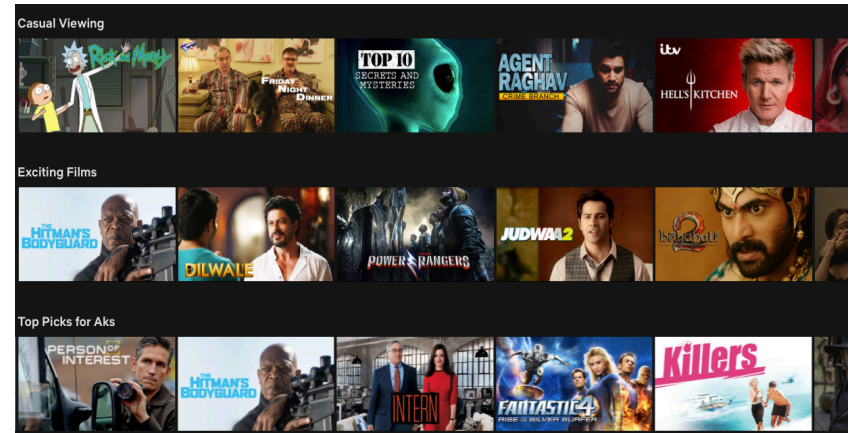 Casual Viewing
Rick and Morty
FRIDAY
NIGHT
DINNER
TOP 10
SECRETS AND
MYSTERIES
AGENT
RAGHAV
CRIME BRANCH
itv
HELL'S KITCHEN
Exciting Films
THE
HITMAN'S
BODYGUARD
DILWALE
POWER RANGERS
JUDWAA2
bahubali
2
Top Picks for Aks
PERSON OF
INTEREST
THE
HITMAN'S
BODYGUARD
INTERN
FANTASTIC 4
RISE OF THE SILVER SURFER
Killers